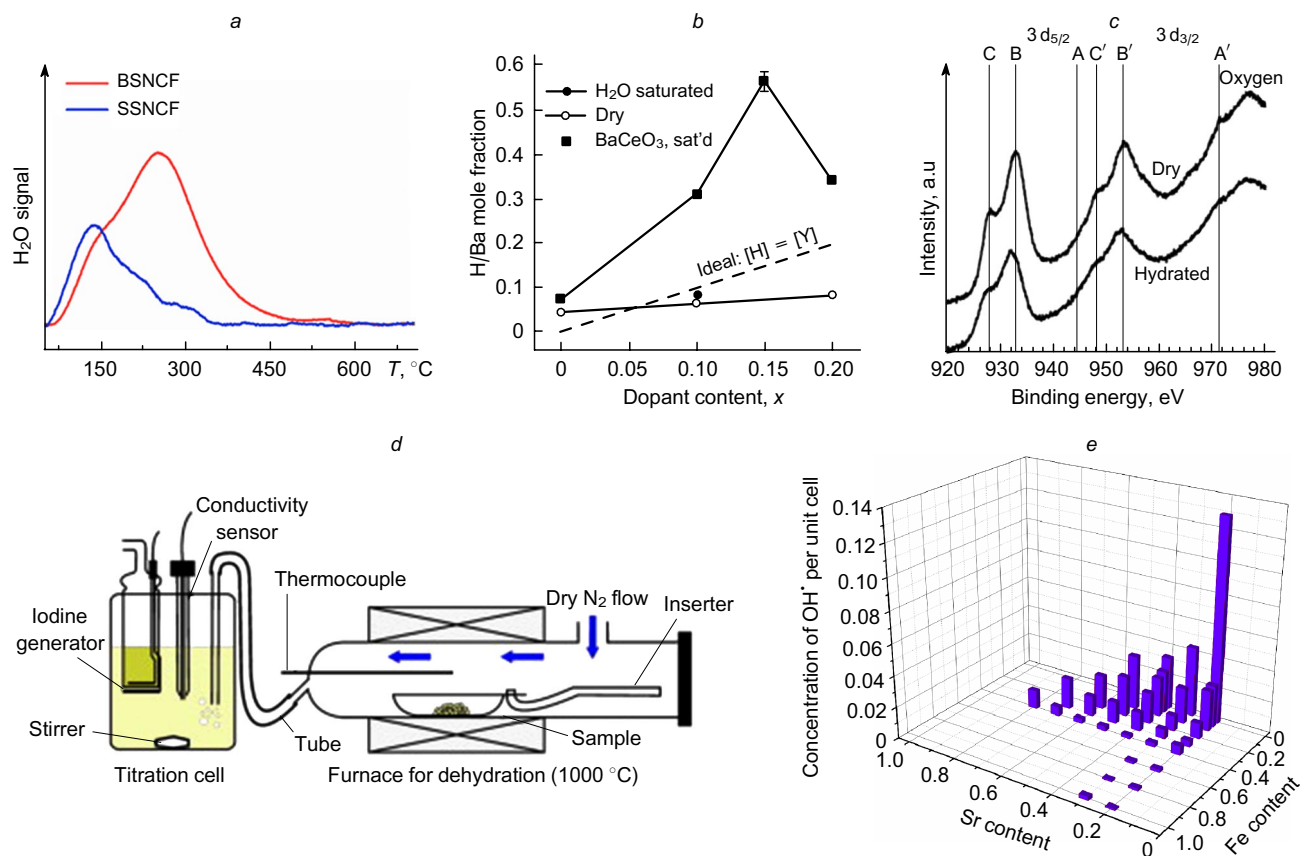 a
BSNCF
SSNCF
H₂O signal
150
300
450
600
T, °C
b
H₂O saturated
Dry
BaCeO₃, sat'd
Ideal: [H] = [Y]
H/Ba mole fraction
0.6
0.5
0.4
0.3
0.2
0.1
0
0
0.05
0.10
0.15
0.20
Dopant content, x
c
3 d₅/₂
3 d₃/₂
C
B
A
C′
B′
A′
Oxygen
Dry
Hydrated
Intensity, a.u
920
930
940
950
960
970
980
Binding energy, eV
d
Conductivity
sensor
Thermocouple
Dry N₂ flow
Inserter
Iodine
generator
Stirrer
Tube
Sample
Titration cell
Furnace for dehydration (1000 °C)
e
Concentration of OH• per unit cell
0.14
0.12
0.10
0.08
0.06
0.04
0.02
0
1.0
0.8
0.6
0.4
0.2
0
Sr content
0
0.2
0.4
0.6
0.8
1.0
Fe content